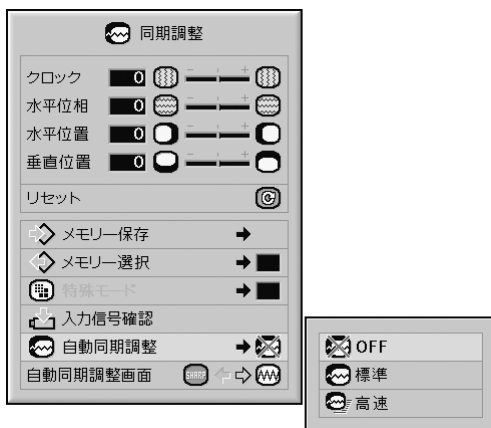 同期調整
クロック 0 - +
水平位相 0 - +
水平位置 0 - +
垂直位置 0 - +
リセット
メモリー保存
メモリー選択
特殊モード
入力信号確認
自動同期調整
自動同期調整画面 SHARP
OFF
標準
高速